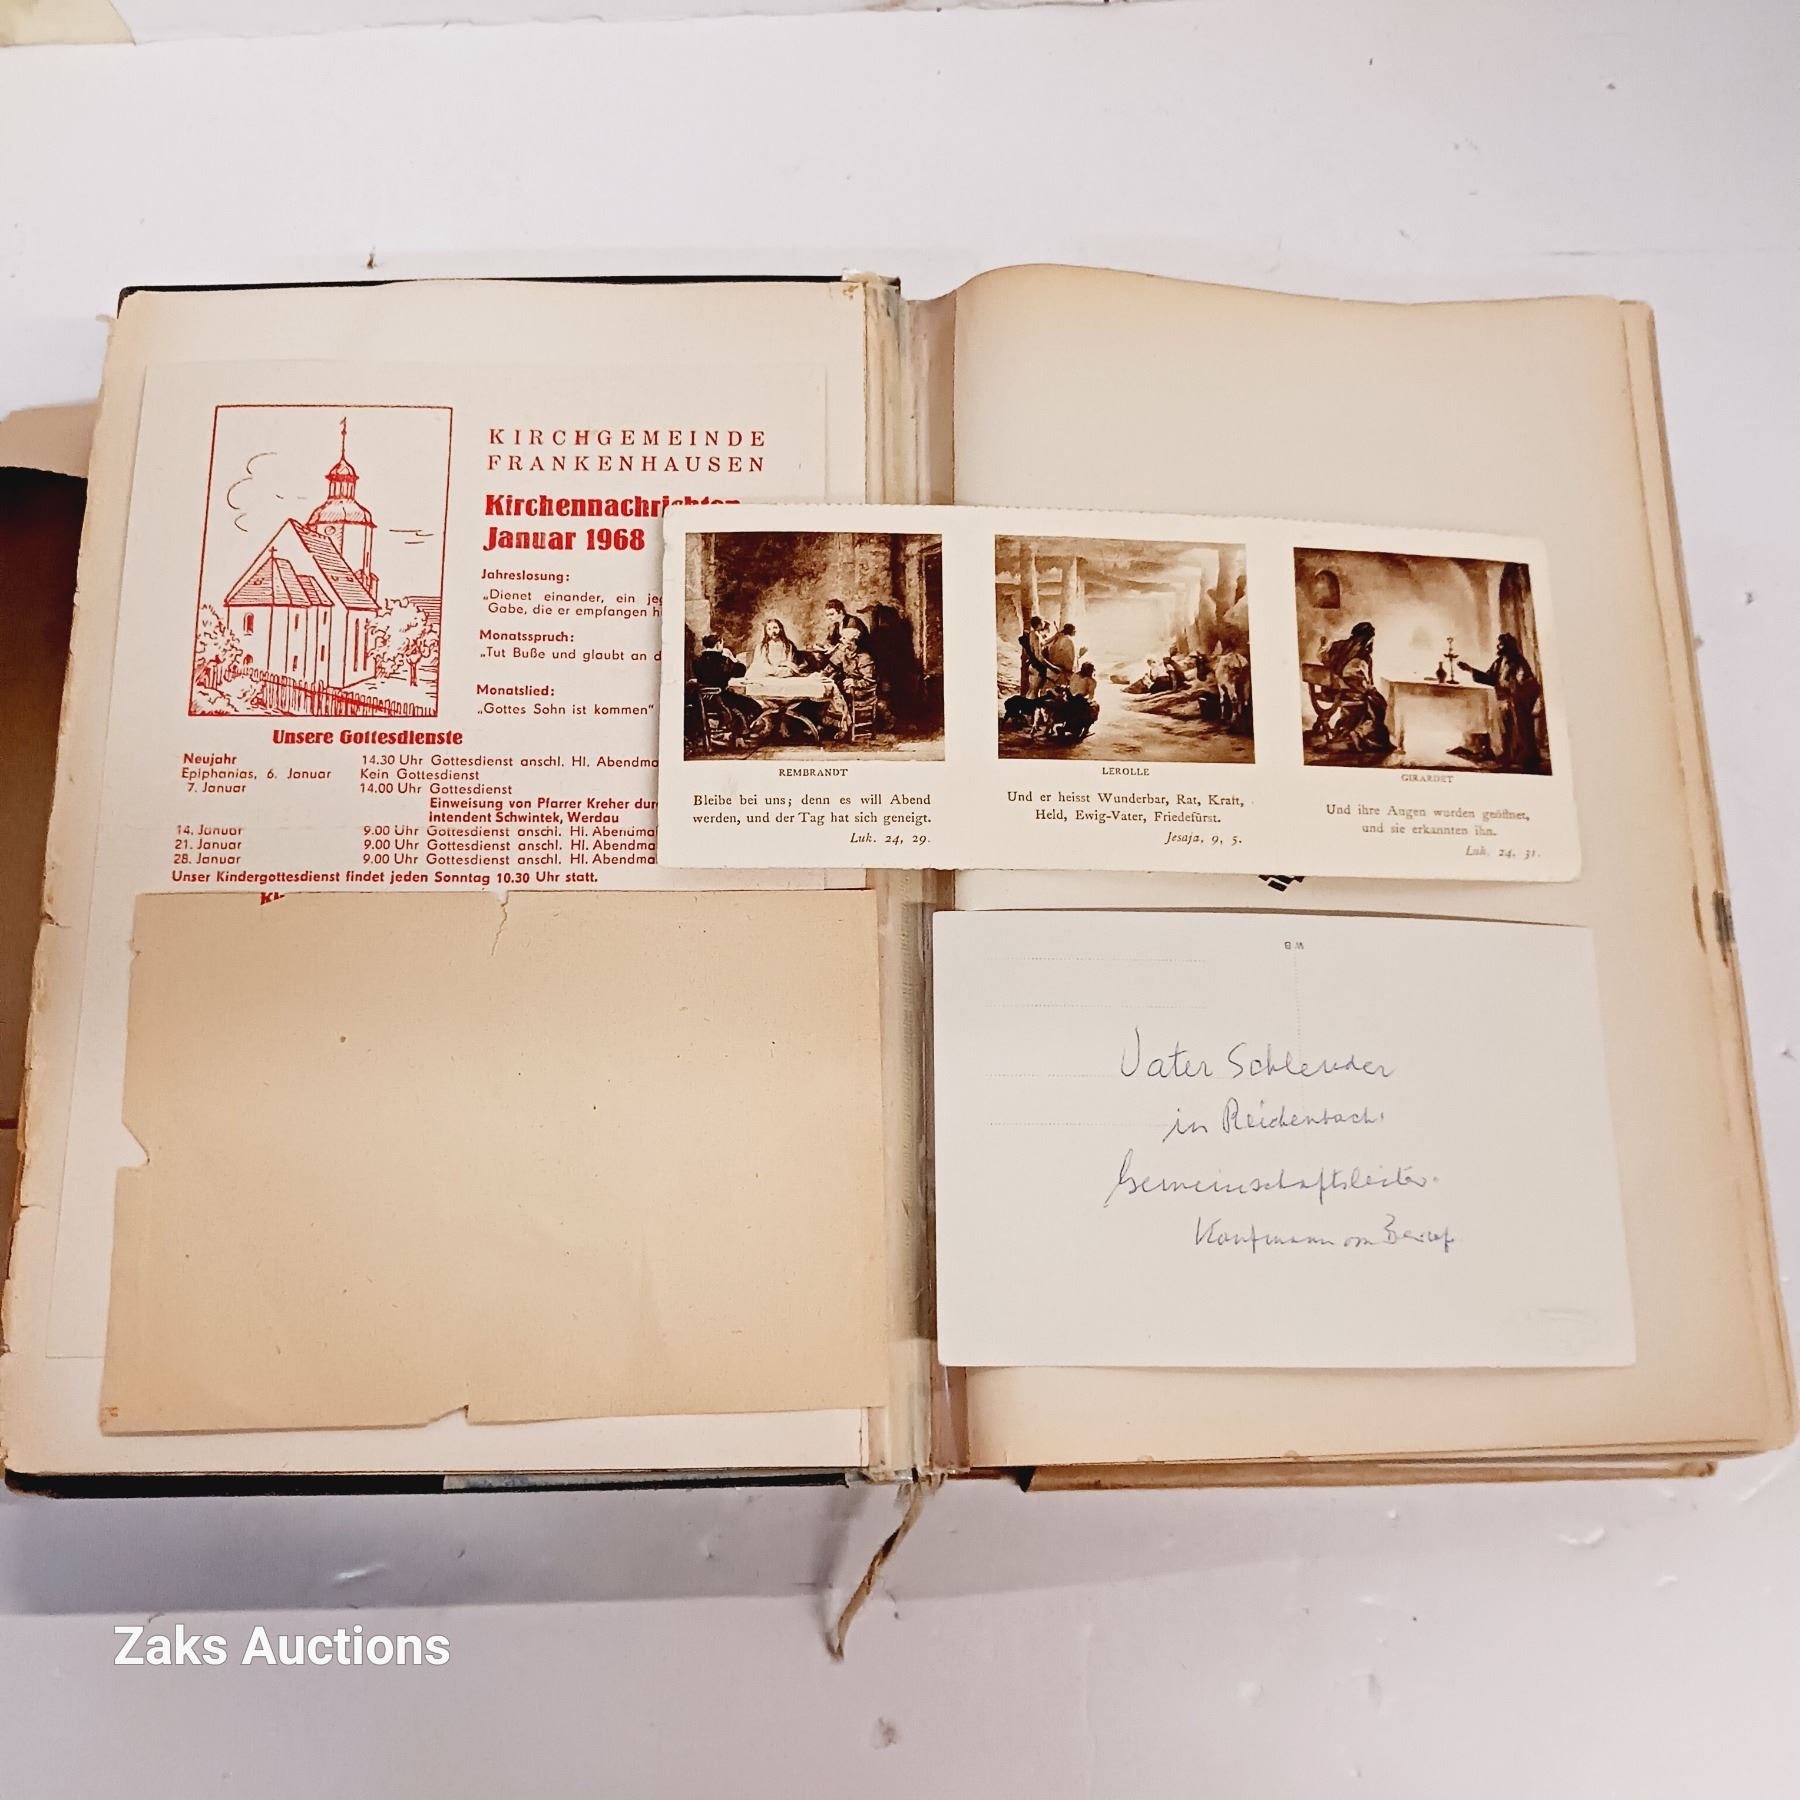 KIRCHGEMEINDE
FRANKENHAUSEN
Kirchennachrichten
Januar 1968
Jahreslosung:
„Dienet einander, ein jeg
Gabe, die er empfangen h
Monatsspruch:
„Tut Buße und glaubt an d
Monatslied:
„Gottes Sohn ist kommen“
Unsere Gottesdienste
Neujahr 14.30 Uhr Gottesdienst anschl. Hl. Abendma
Epiphanias, 6. Januar Kein Gottesdienst
7. Januar 14.00 Uhr Gottesdienst
Einweisung von Pfarrer Kreher dur
intendent Schwintek, Werdau
14. Januar 9.00 Uhr Gottesdienst anschl. Hl. Abendma
21. Januar 9.00 Uhr Gottesdienst anschl. Hl. Abendma
28. Januar 9.00 Uhr Gottesdienst anschl. Hl. Abendma
Unser Kindergottesdienst findet jeden Sonntag 10.30 Uhr statt.
REMBRANDT
Bleibe bei uns; denn es will Abend
werden, und der Tag hat sich geneigt.
Luk. 24, 29.
LEROLLE
Und er heisst Wunderbar, Rat, Kraft,
Held, Ewig-Vater, Friedefürst.
Jesaja, 9, 5.
GIRARDET
Und ihre Augen wurden geöffnet,
und sie erkannten ihn.
Luk. 24, 31.
W B
Vater Schleuder
in Reichenbach.
Gemeinschaftsleiter.
Kaufmann von Beruf.
Zaks Auctions